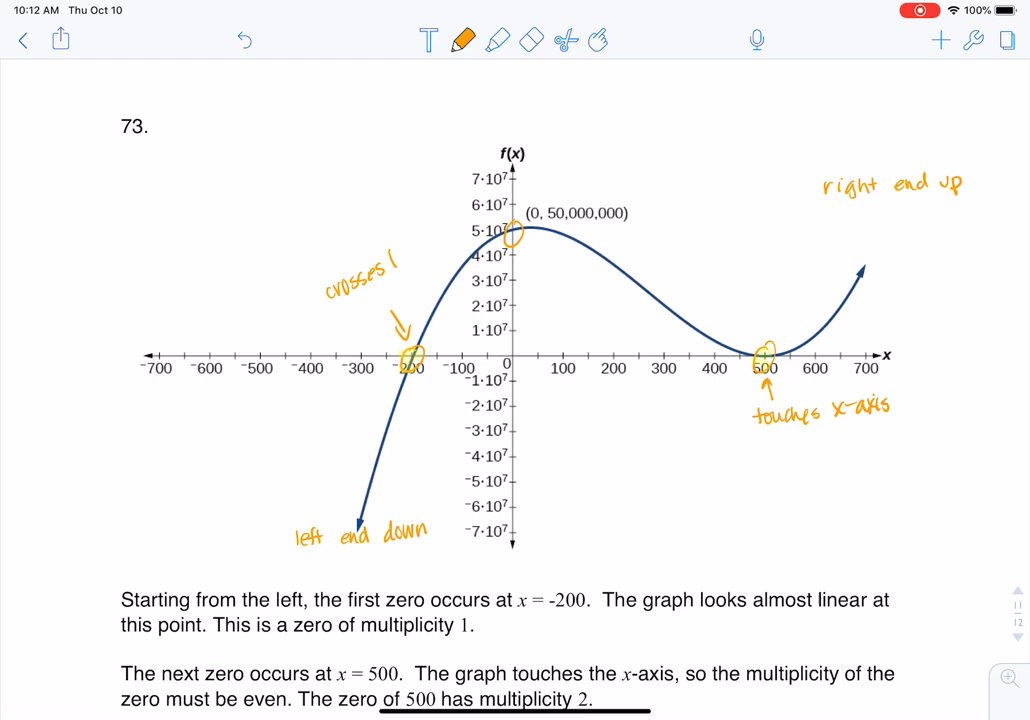 10:12 AM Thu Oct 10
100%
T
73.
f(x)
7·10⁷
6·10⁷
(0, 50,000,000)
5·10⁷
4·10⁷
3·10⁷
2·10⁷
1·10⁷
right end up
crosses
x
-700 -600 -500 -400 -300 -200 -100 0 100 200 300 400 500 600 700
-1·10⁷
-2·10⁷
-3·10⁷
-4·10⁷
-5·10⁷
-6·10⁷
-7·10⁷
touches x-axis
left end down
Starting from the left, the first zero occurs at x = -200. The graph looks almost linear at
this point. This is a zero of multiplicity 1.
The next zero occurs at x = 500. The graph touches the x-axis, so the multiplicity of the
zero must be even. The zero of 500 has multiplicity 2.
11
12